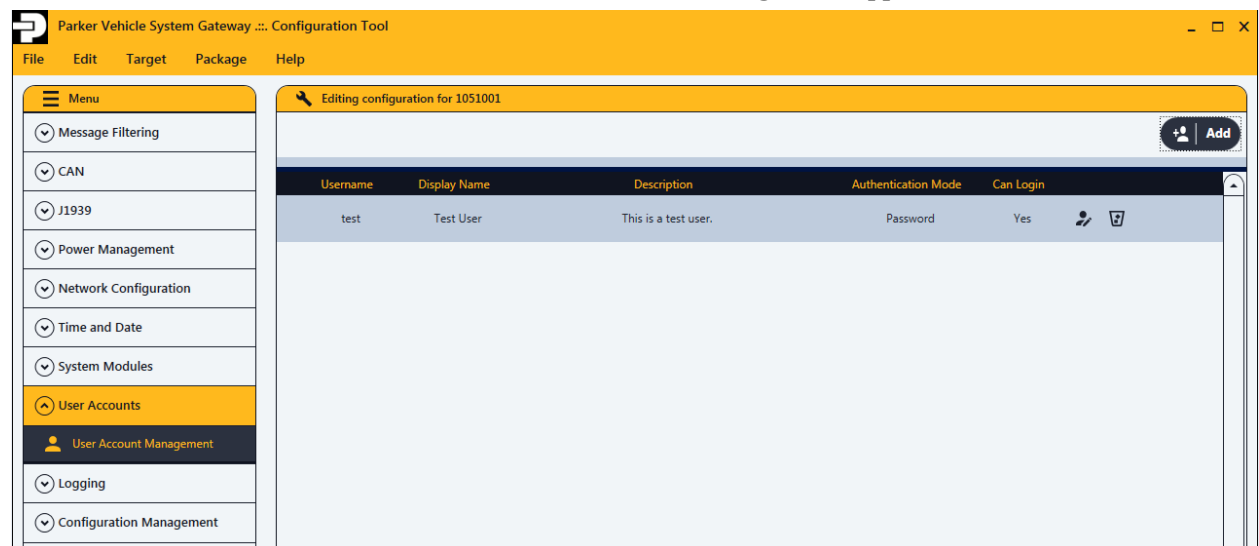 Parker Vehicle System Gateway .::. Configuration Tool
File Edit Target Package Help
Menu
Message Filtering
CAN
J1939
Power Management
Network Configuration
Time and Date
System Modules
User Accounts
User Account Management
Logging
Configuration Management
Editing configuration for 1051001
Add
Username Display Name Description Authentication Mode Can Login
test Test User This is a test user. Password Yes